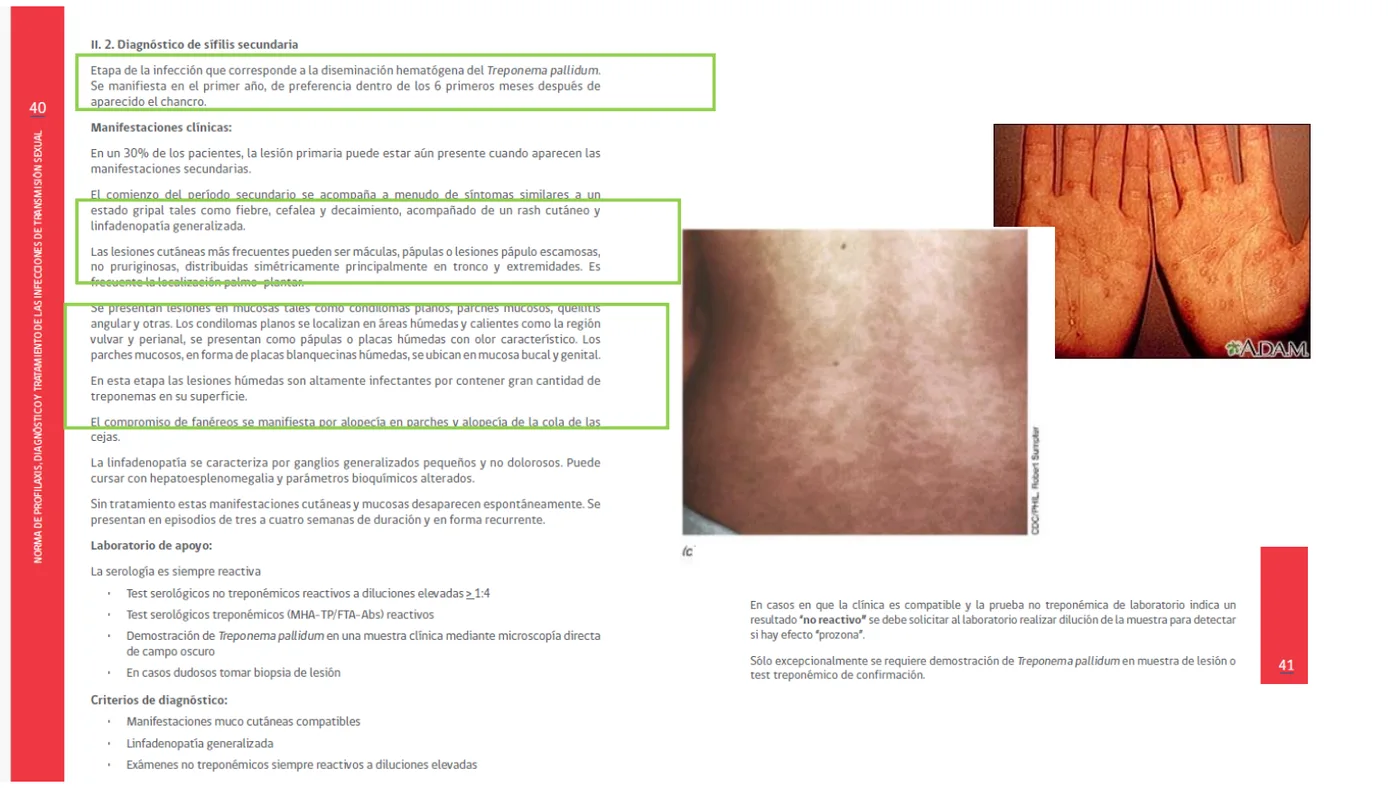 40
NORMA DE PROFILAXIS, DIAGNÓSTICO Y TRATAMIENTO DE LAS INFECCIONES DE TRANSMISIÓN SEXUAL
II. 2. Diagnóstico de sífilis secundaria
Etapa de la infección que corresponde a la diseminación hematógena del Treponema pallidum.
Se manifiesta en el primer año, de preferencia dentro de los 6 primeros meses después de
aparecido el chancro.
Manifestaciones clínicas:
En un 30% de los pacientes, la lesión primaria puede estar aún presente cuando aparecen las
manifestaciones secundarias.
El comienzo del período secundario se acompaña a menudo de síntomas similares a un
estado gripal tales como fiebre, cefalea y decaimiento, acompañado de un rash cutáneo y
linfadenopatía generalizada.
Las lesiones cutáneas más frecuentes pueden ser máculas, pápulas o lesiones pápulo escamosas,
no pruriginosas, distribuidas simétricamente principalmente en tronco y extremidades. Es
frecuente la localización palmo-plantar.
Se presentan lesiones en mucosas tales como condilomas planos, parches mucosos, queilitis
angular y otras. Los condilomas planos se localizan en áreas húmedas y calientes como la región
vulvar y perianal, se presentan como pápulas o placas húmedas con olor característico. Los
parches mucosos, en forma de placas blanquecinas húmedas, se ubican en mucosa bucal y genital.
En esta etapa las lesiones húmedas son altamente infectantes por contener gran cantidad de
treponemas en su superficie.
El compromiso de fanéreos se manifiesta por alopecía en parches y alopecía de la cola de las
cejas.
La linfadenopatía se caracteriza por ganglios generalizados pequeños y no dolorosos. Puede
cursar con hepatoesplenomegalia y parámetros bioquímicos alterados.
Sin tratamiento estas manifestaciones cutáneas y mucosas desaparecen espontáneamente. Se
presentan en episodios de tres a cuatro semanas de duración y en forma recurrente.
Laboratorio de apoyo:
La serología es siempre reactiva
· Test serológicos no treponémicos reactivos a diluciones elevadas ≥ 1:4
· Test serológicos treponémicos (MHA-TP/FTA-Abs) reactivos
· Demostración de Treponema pallidum en una muestra clínica mediante microscopía directa
de campo oscuro
· En casos dudosos tomar biopsia de lesión
Criterios de diagnóstico:
· Manifestaciones muco cutáneas compatibles
· Linfadenopatía generalizada
· Exámenes no treponémicos siempre reactivos a diluciones elevadas
A.D.A.M.
CDC/PHIL. Robert Sumpter
(c
En casos en que la clínica es compatible y la prueba no treponémica de laboratorio indica un
resultado "no reactivo" se debe solicitar al laboratorio realizar dilución de la muestra para detectar
si hay efecto "prozona".
Sólo excepcionalmente se requiere demostración de Treponema pallidum en muestra de lesión o
test treponémico de confirmación.
41